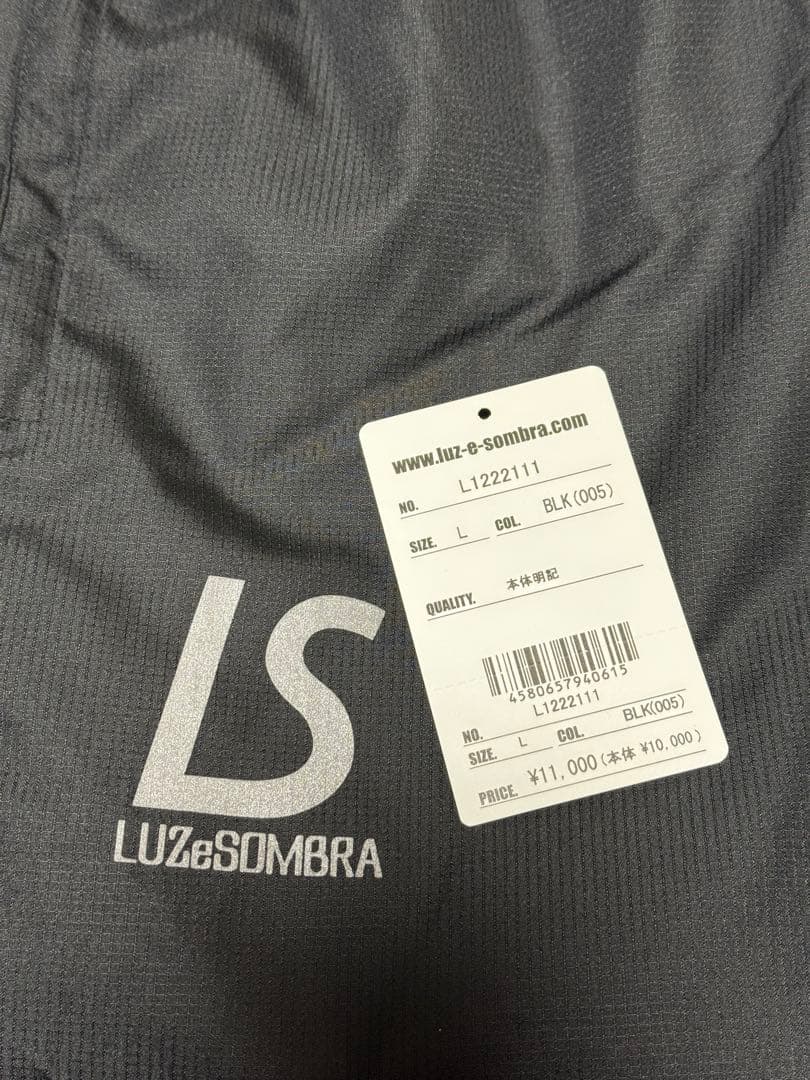 www.luz-e-sombra.com
NO. L1222111
SIZE. L COL. BLK(005)
QUALITY. 本体明記
4580657940615
L1222111
NO.
SIZE. L COL. BLK(005)
PRICE. ¥11,000(本体 ¥10,000)
LS
LUZeSOMBRA